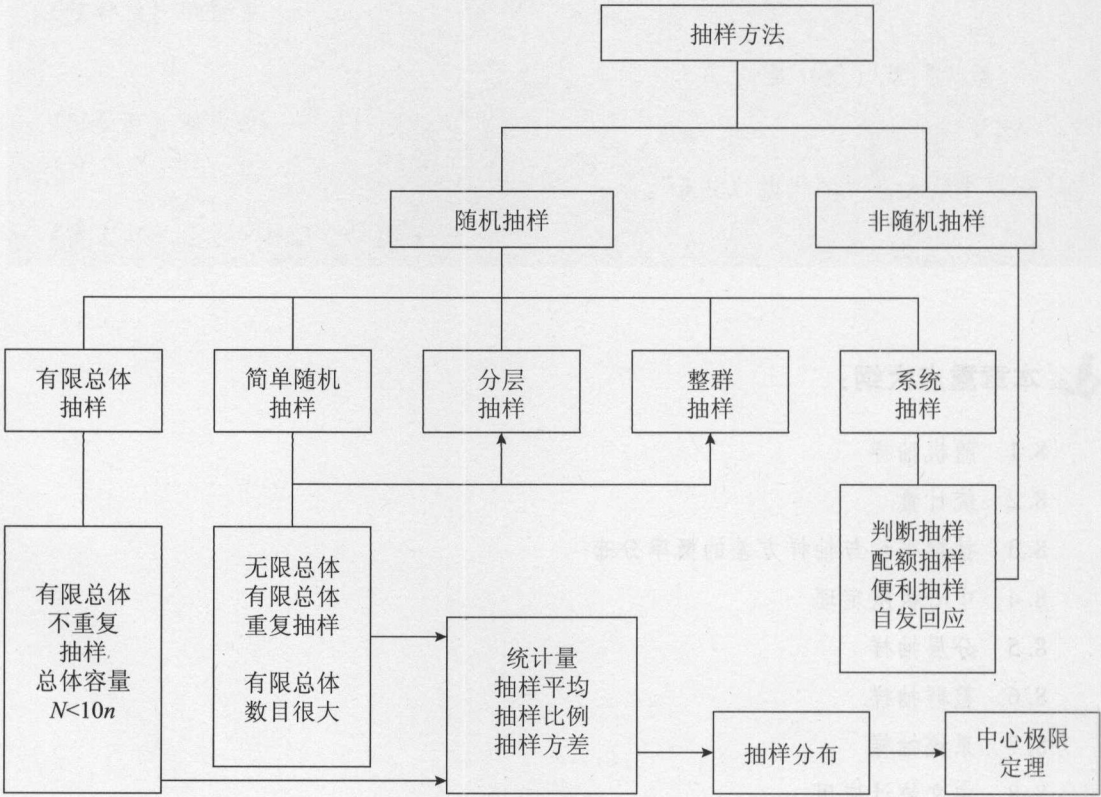 抽样方法
随机抽样
非随机抽样
有限总体
抽样
简单随机
抽样
分层
抽样
整群
抽样
系统
抽样
有限总体
不重复
抽样
总体容量
N<10n
无限总体
有限总体
重复抽样
有限总体
数目很大
判断抽样
配额抽样
便利抽样
自发回应
统计量
抽样平均
抽样比例
抽样方差
抽样分布
中心极限
定理